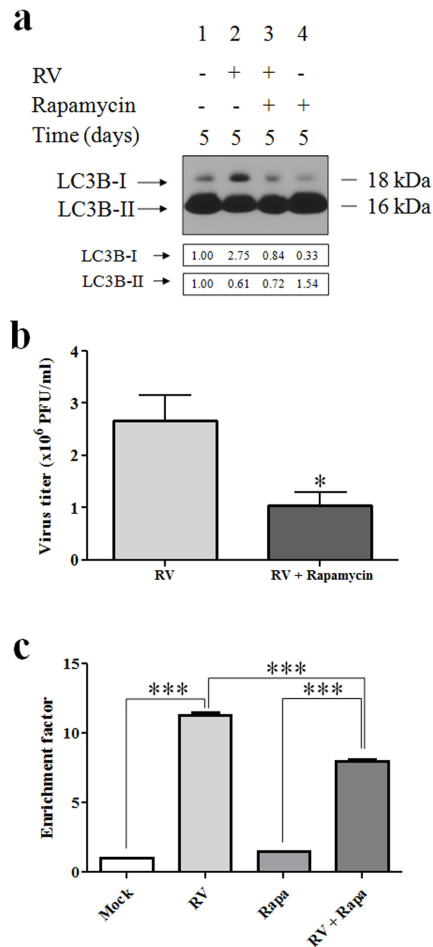 a
1 2 3 4
RV - + + -
Rapamycin - - + +
Time (days) 5 5 5 5
LC3B-I → — 18 kDa
LC3B-II → — 16 kDa
LC3B-I → 1.00 2.75 0.84 0.33
LC3B-II → 1.00 0.61 0.72 1.54
b
Virus titer (x10⁶ PFU/ml)
4
3
2
1
0
*
RV RV + Rapamycin
c
Enrichment factor
15
10
5
0
***
***
***
Mock RV Rapa RV + Rapa